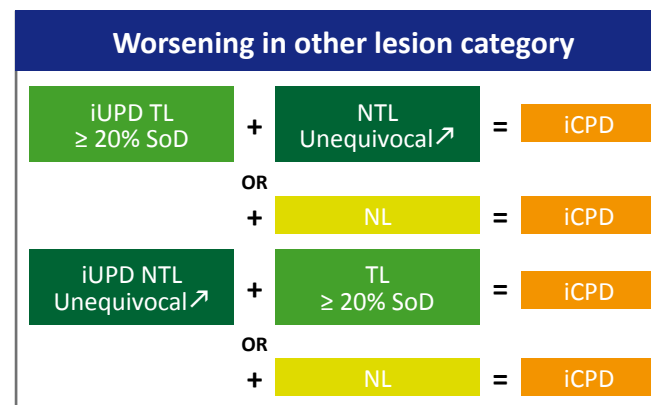 Worsening in other lesion category
iUPD TL
≥ 20% SoD
+
NTL
Unequivocal↗
=
iCPD
OR
+
NL
=
iCPD
iUPD NTL
Unequivocal↗
+
TL
≥ 20% SoD
=
iCPD
OR
+
NL
=
iCPD